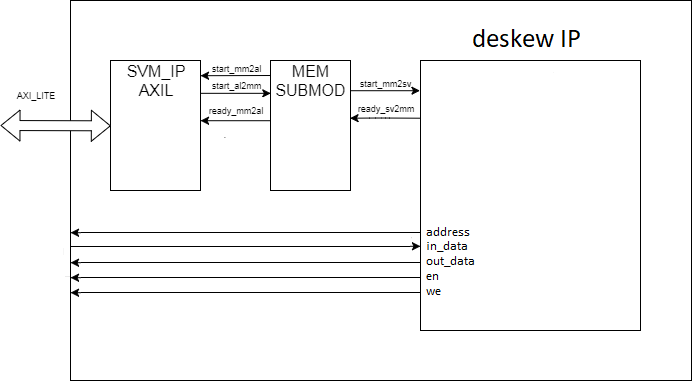 deskew IP
SVM_IP
AXIL
start_mm2al
start_al2mm
ready_mm2al
MEM
SUBMOD
start_mm2sv
ready_sv2mm
AXI_LITE
address
in_data
out_data
en
we